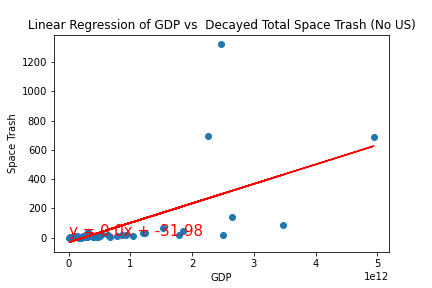 Linear Regression of GDP vs  Decayed Total Space Trash (No US)
1200
1000
800
600
400
200
0
Space Trash
y = 0.0x + -31.98
0
1
2
3
4
5
1e12
GDP